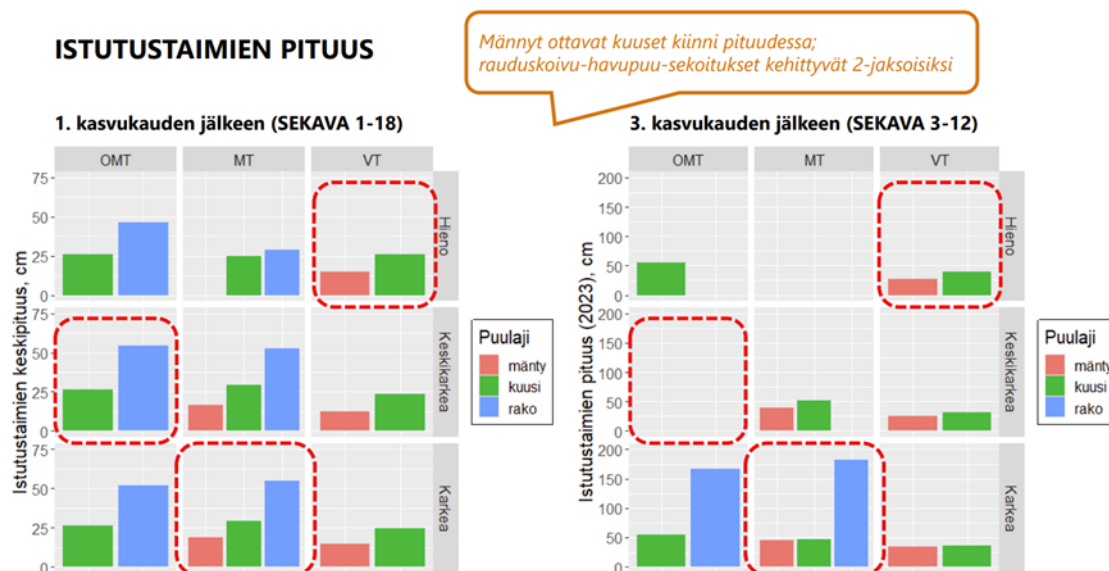 ISTUTUSTAIMIEN PITUUS
Männyt ottavat kuuset kiinni pituudessa;
rauduskoivu-havupuu-sekoitukset kehittyvät 2-jaksoisiksi
1. kasvukauden jälkeen (SEKAVA 1-18)
OMT MT VT
Istutustaimien keskipituus, cm
75
50
25
0
Hieno
75
50
25
0
Keskikarkea
75
50
25
0
Karkea
Puulaji
mänty
kuusi
rako
3. kasvukauden jälkeen (SEKAVA 3-12)
OMT MT VT
Istutustaimien pituus (2023), cm
200
150
100
50
0
Hieno
200
150
100
50
0
Keskikarkea
200
150
100
50
0
Karkea
Puulaji
mänty
kuusi
rako